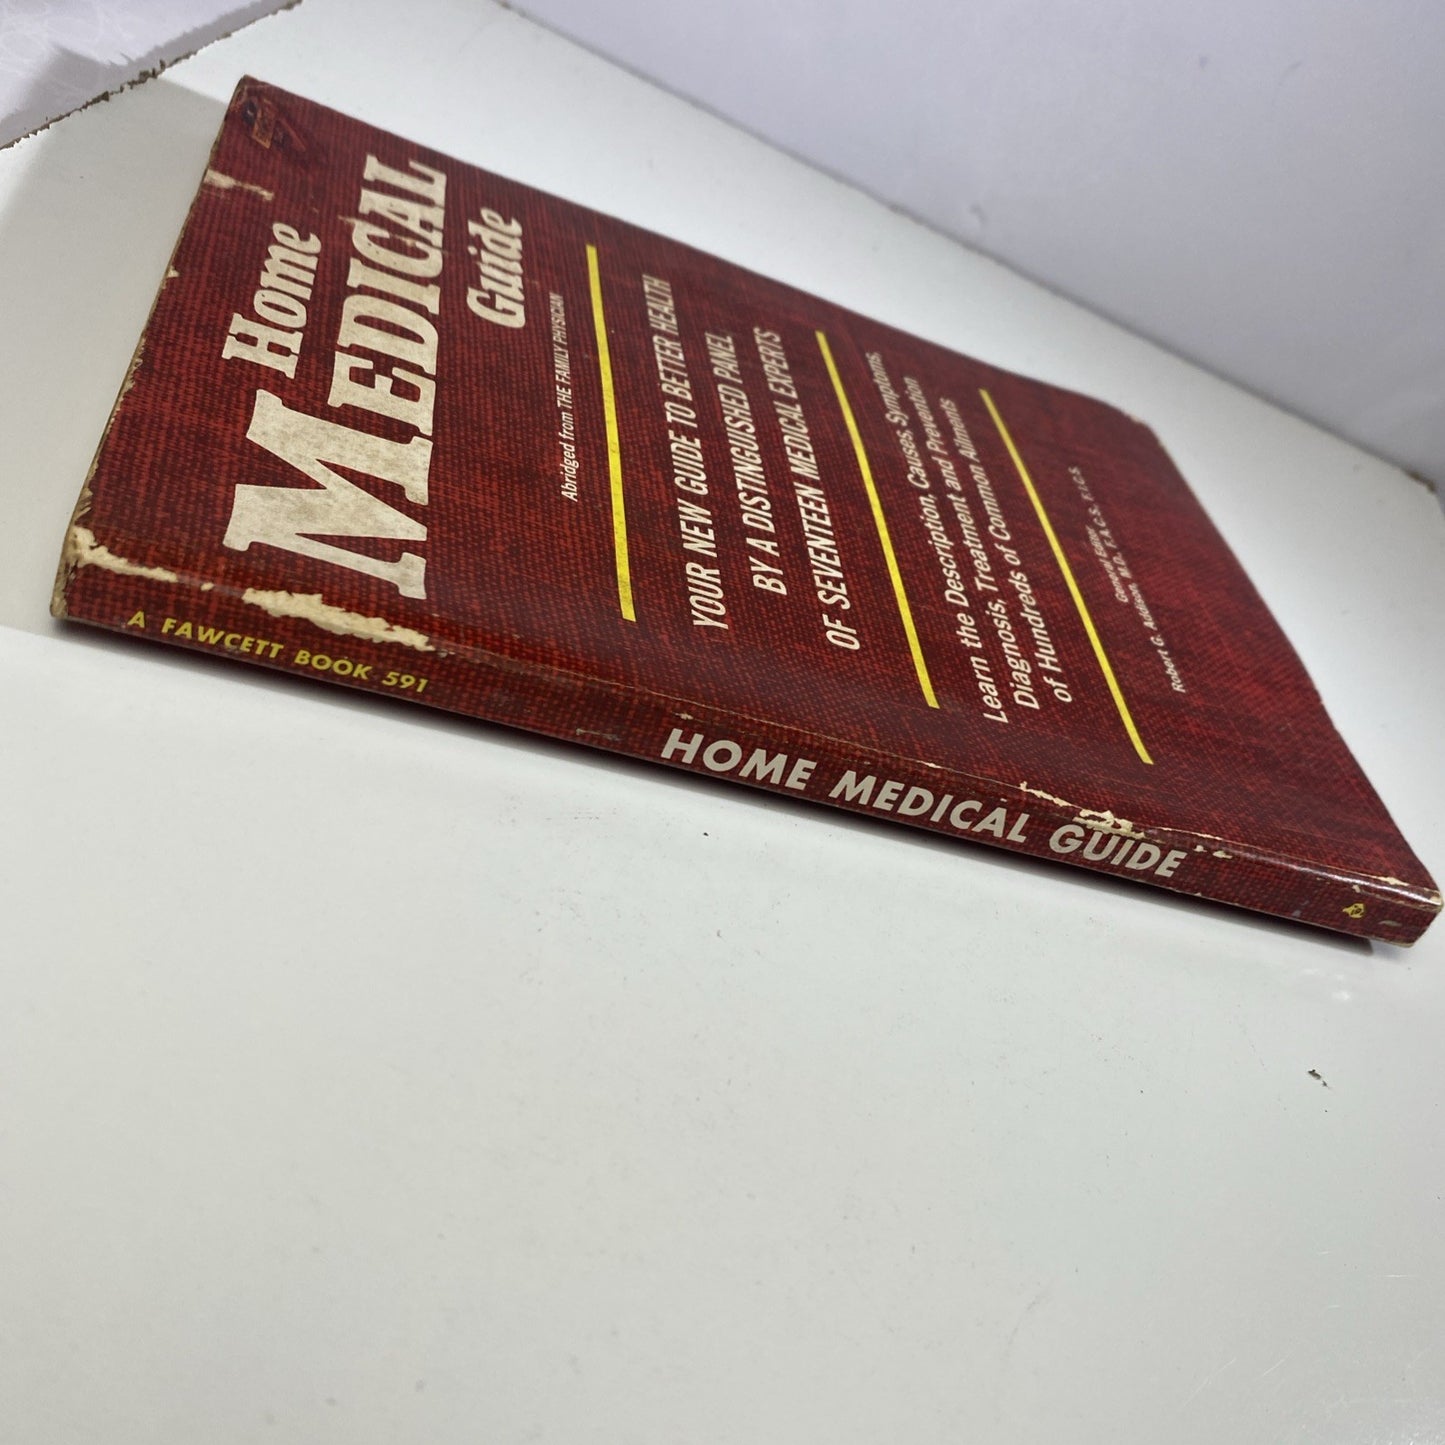 Home
MEDICAL
Guide
Abridged from THE FAMILY PHYSICIAN
YOUR NEW GUIDE TO BETTER HEALTH
BY A DISTINGUISHED PANEL
OF SEVENTEEN MEDICAL EXPERTS
Learn the Description, Causes, Symptoms,
Diagnosis, Treatment and Prevention
of Hundreds of Common Ailments
General Editor
Robert G. Addison, M.D., F.A.C.S., F.I.C.S.
A FAWCETT BOOK 591
HOME MEDICAL GUIDE